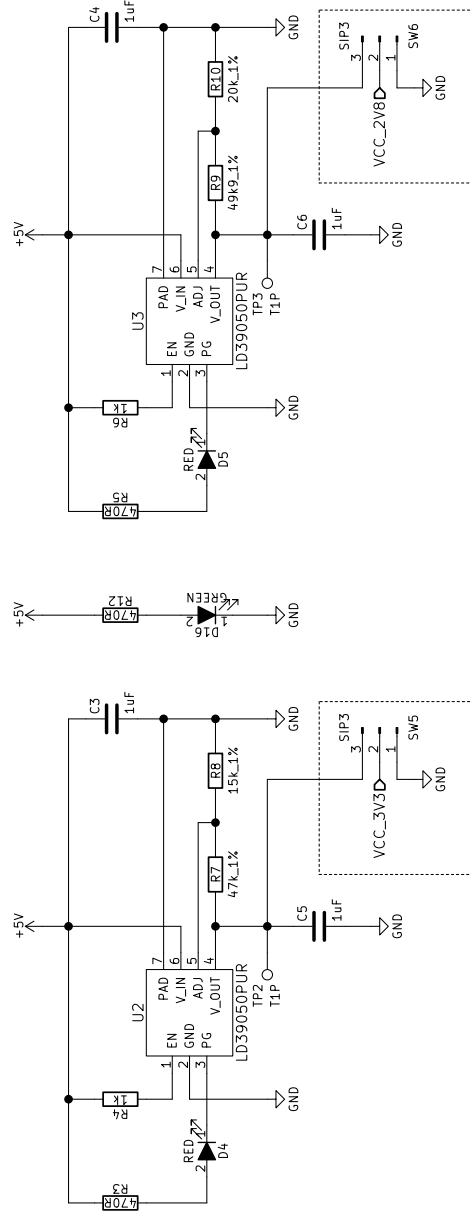 C4
1uF
GND
R10
20k_1%
R9
49k9_1%
+5V
7
6
5
4
PAD
V_IN
ADJ
V_OUT
U3
EN
GND
PG
LD39050PUR
1
2
3
TP3
T1P
C6
1uF
GND
SIP3
3
2
1
SW6
VCC_2V8
GND
R6
1k
GND
RED
1
2
D5
R5
470R
+5V
R12
470R
GREEN
2
1
D16
GND
C3
1uF
GND
R8
15k_1%
R7
47k_1%
+5V
7
6
5
4
PAD
V_IN
ADJ
V_OUT
U2
EN
GND
PG
LD39050PUR
1
2
3
TP2
T1P
C5
1uF
GND
SIP3
3
2
1
SW5
VCC_3V3
GND
R4
1k
GND
RED
1
2
D4
R3
470R